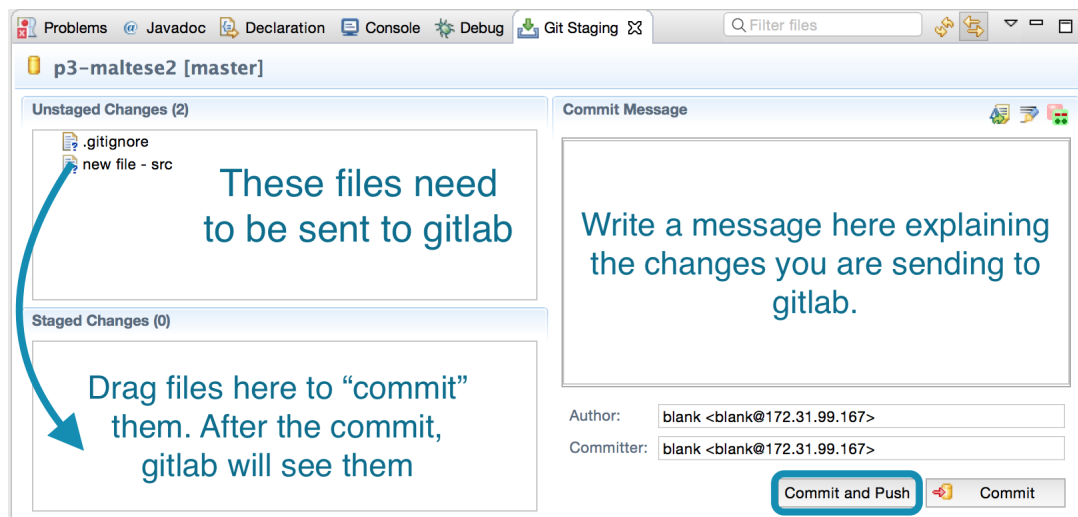 Problems @ Javadoc Declaration Console Debug Git Staging Filter files
p3-maltese2 [master]
Unstaged Changes (2)
.gitignore
new file - src
These files need
to be sent to gitlab
Staged Changes (0)
Drag files here to “commit”
them. After the commit,
gitlab will see them
Commit Message
Write a message here explaining
the changes you are sending to
gitlab.
Author: blank <blank@172.31.99.167>
Committer: blank <blank@172.31.99.167>
Commit and Push Commit